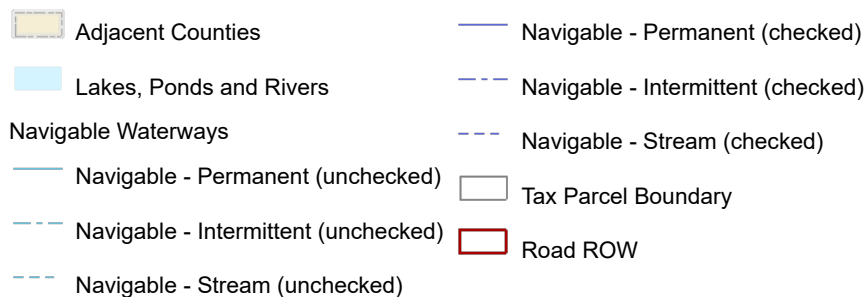 Adjacent Counties
Lakes, Ponds and Rivers
Navigable Waterways
Navigable - Permanent (unchecked)
Navigable - Intermittent (unchecked)
Navigable - Stream (unchecked)
Navigable - Permanent (checked)
Navigable - Intermittent (checked)
Navigable - Stream (checked)
Tax Parcel Boundary
Road ROW